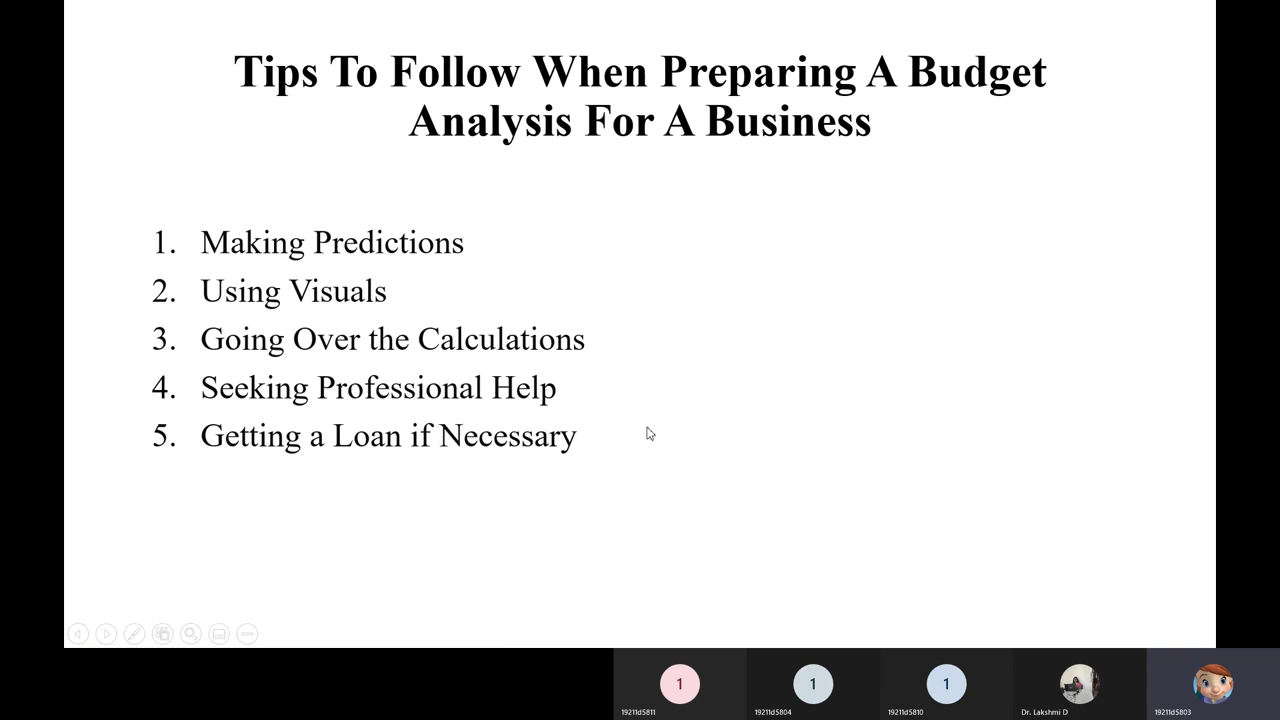 Tips To Follow When Preparing A Budget
Analysis For A Business
1. Making Predictions
2. Using Visuals
3. Going Over the Calculations
4. Seeking Professional Help
5. Getting a Loan if Necessary
1
1
1
19211d5811
19211d5804
19211d5810
Dr. Lakshmi D
19211d5803